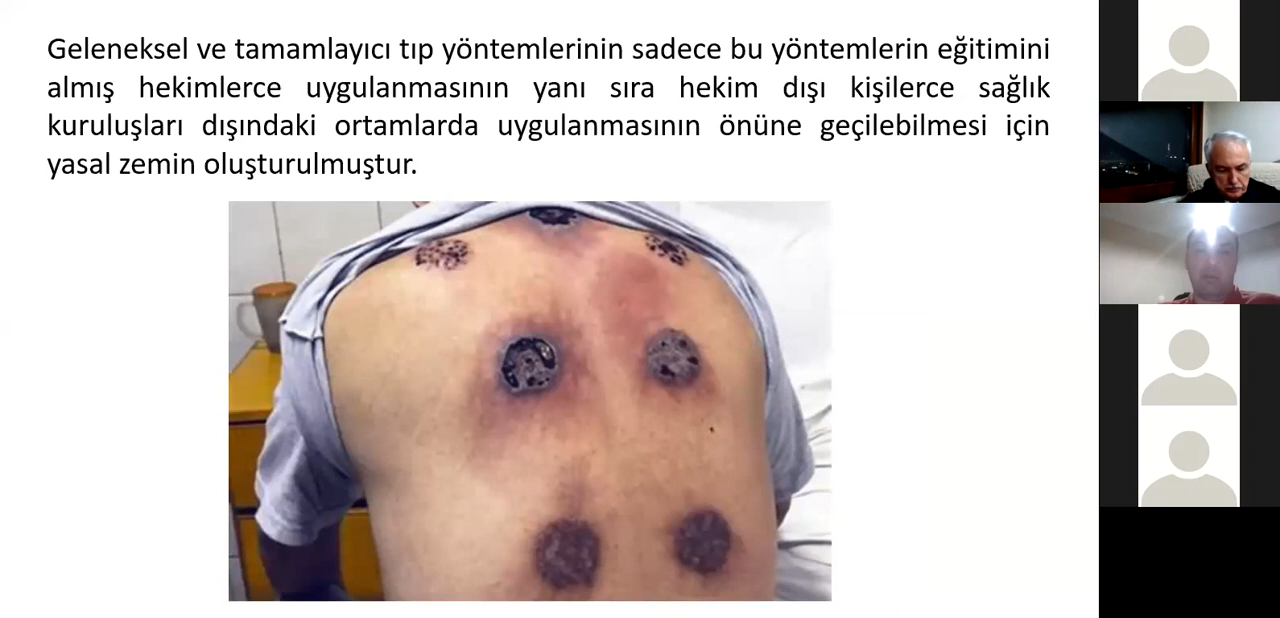 Geleneksel ve tamamlayıcı tıp yöntemlerinin sadece bu yöntemlerin eğitimini
almış hekimlerce uygulanmasının yanı sıra hekim dışı kişilerce sağlık
kuruluşları dışındaki ortamlarda uygulanmasının önüne geçilebilmesi için
yasal zemin oluşturulmuştur.